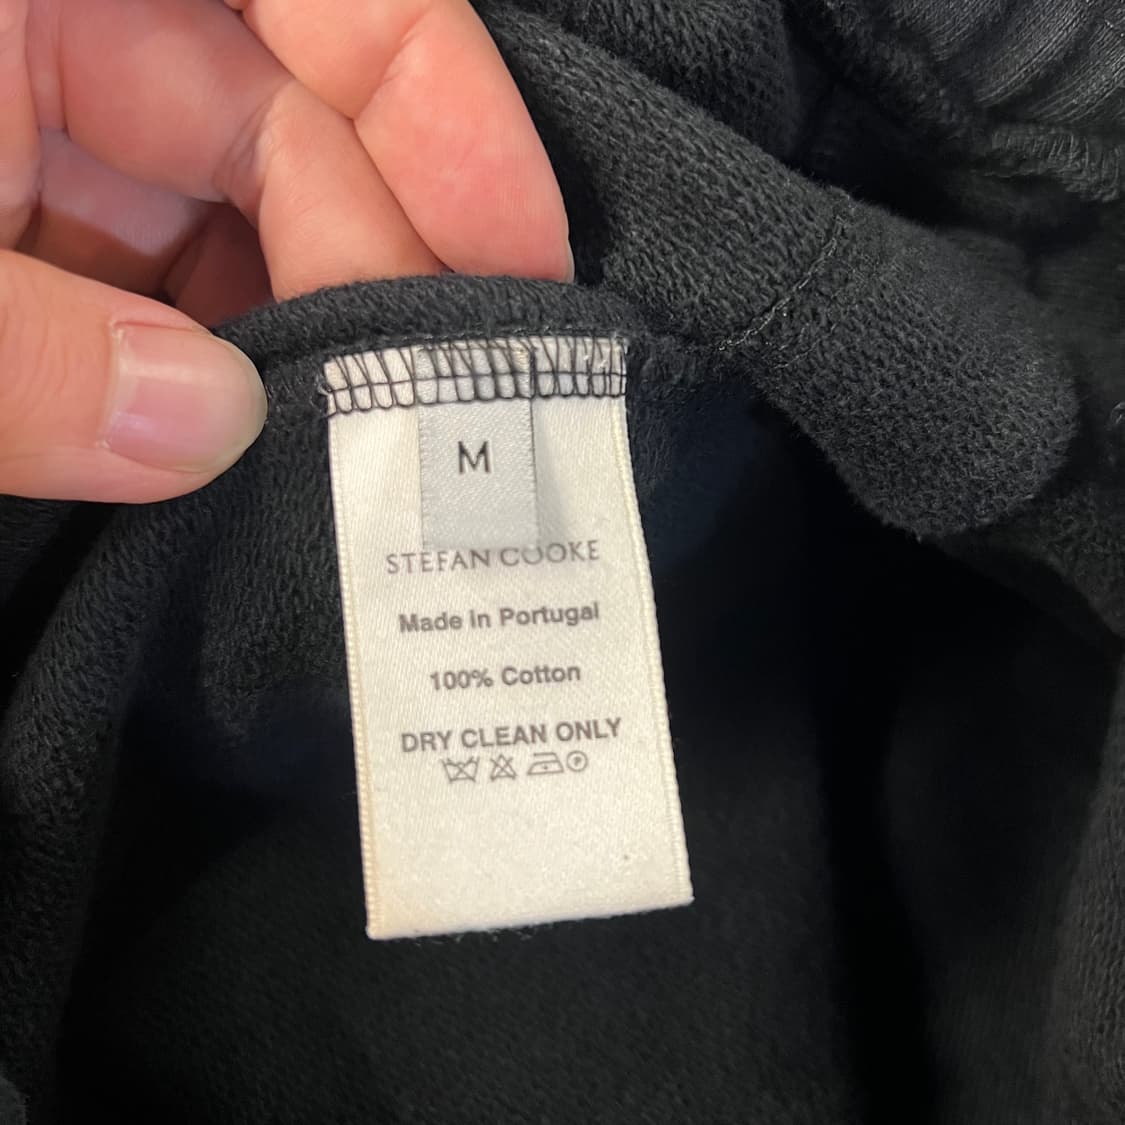 M
STEFAN COOKE
Made in Portugal
100% Cotton
DRY CLEAN ONLY
P